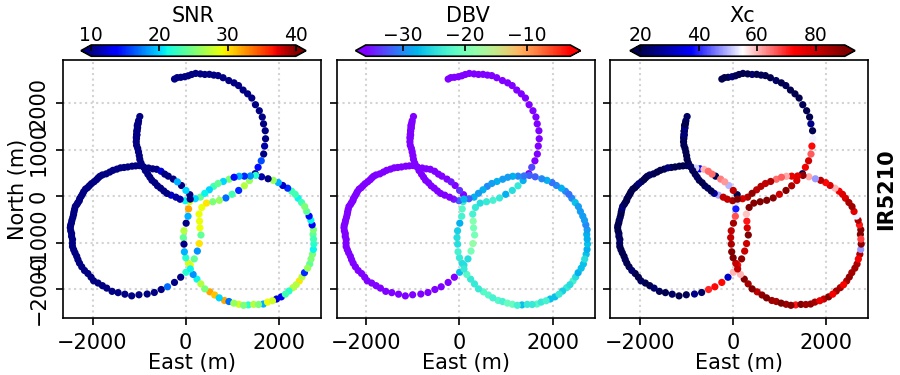 SNR DBV Xc
10 20 30 40 −30 −20 −10 20 40 60 80
North (m)
2000
1000
0
−1000
−2000
IR5210
−2000 0 2000 −2000 0 2000 −2000 0 2000
East (m) East (m) East (m)